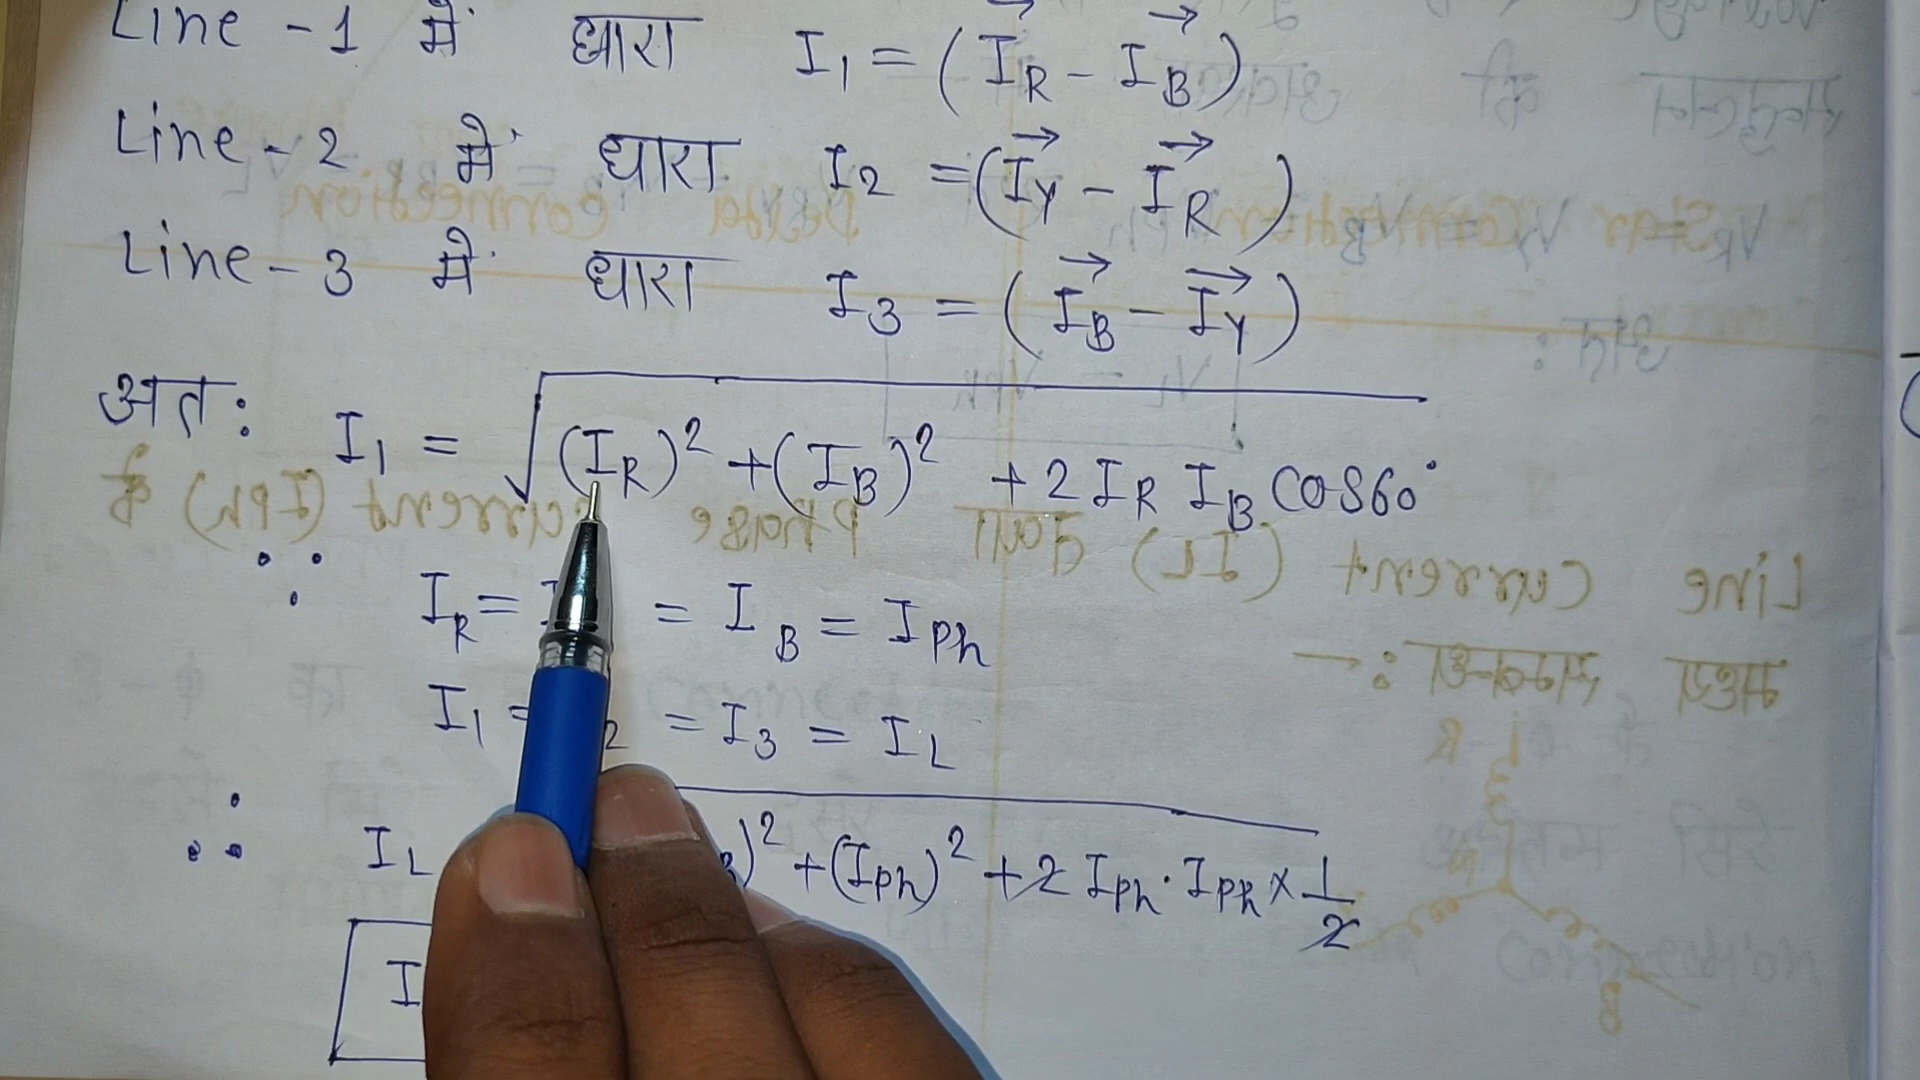 Line - 1 में धारा I1 = (I⃗R - I⃗B)
Line - 2 में धारा I2 = (I⃗Y - I⃗R)
Line - 3 में धारा I3 = (I⃗B - I⃗Y)
अतः I1 = √(IR)² + (IB)² + 2 IR IB COS60°
∵ IR = I = IB = IPh
I1 = 2 = I3 = IL
∴ IL )² + (IPh)² + 2 IPh · IPh × 1/2
I